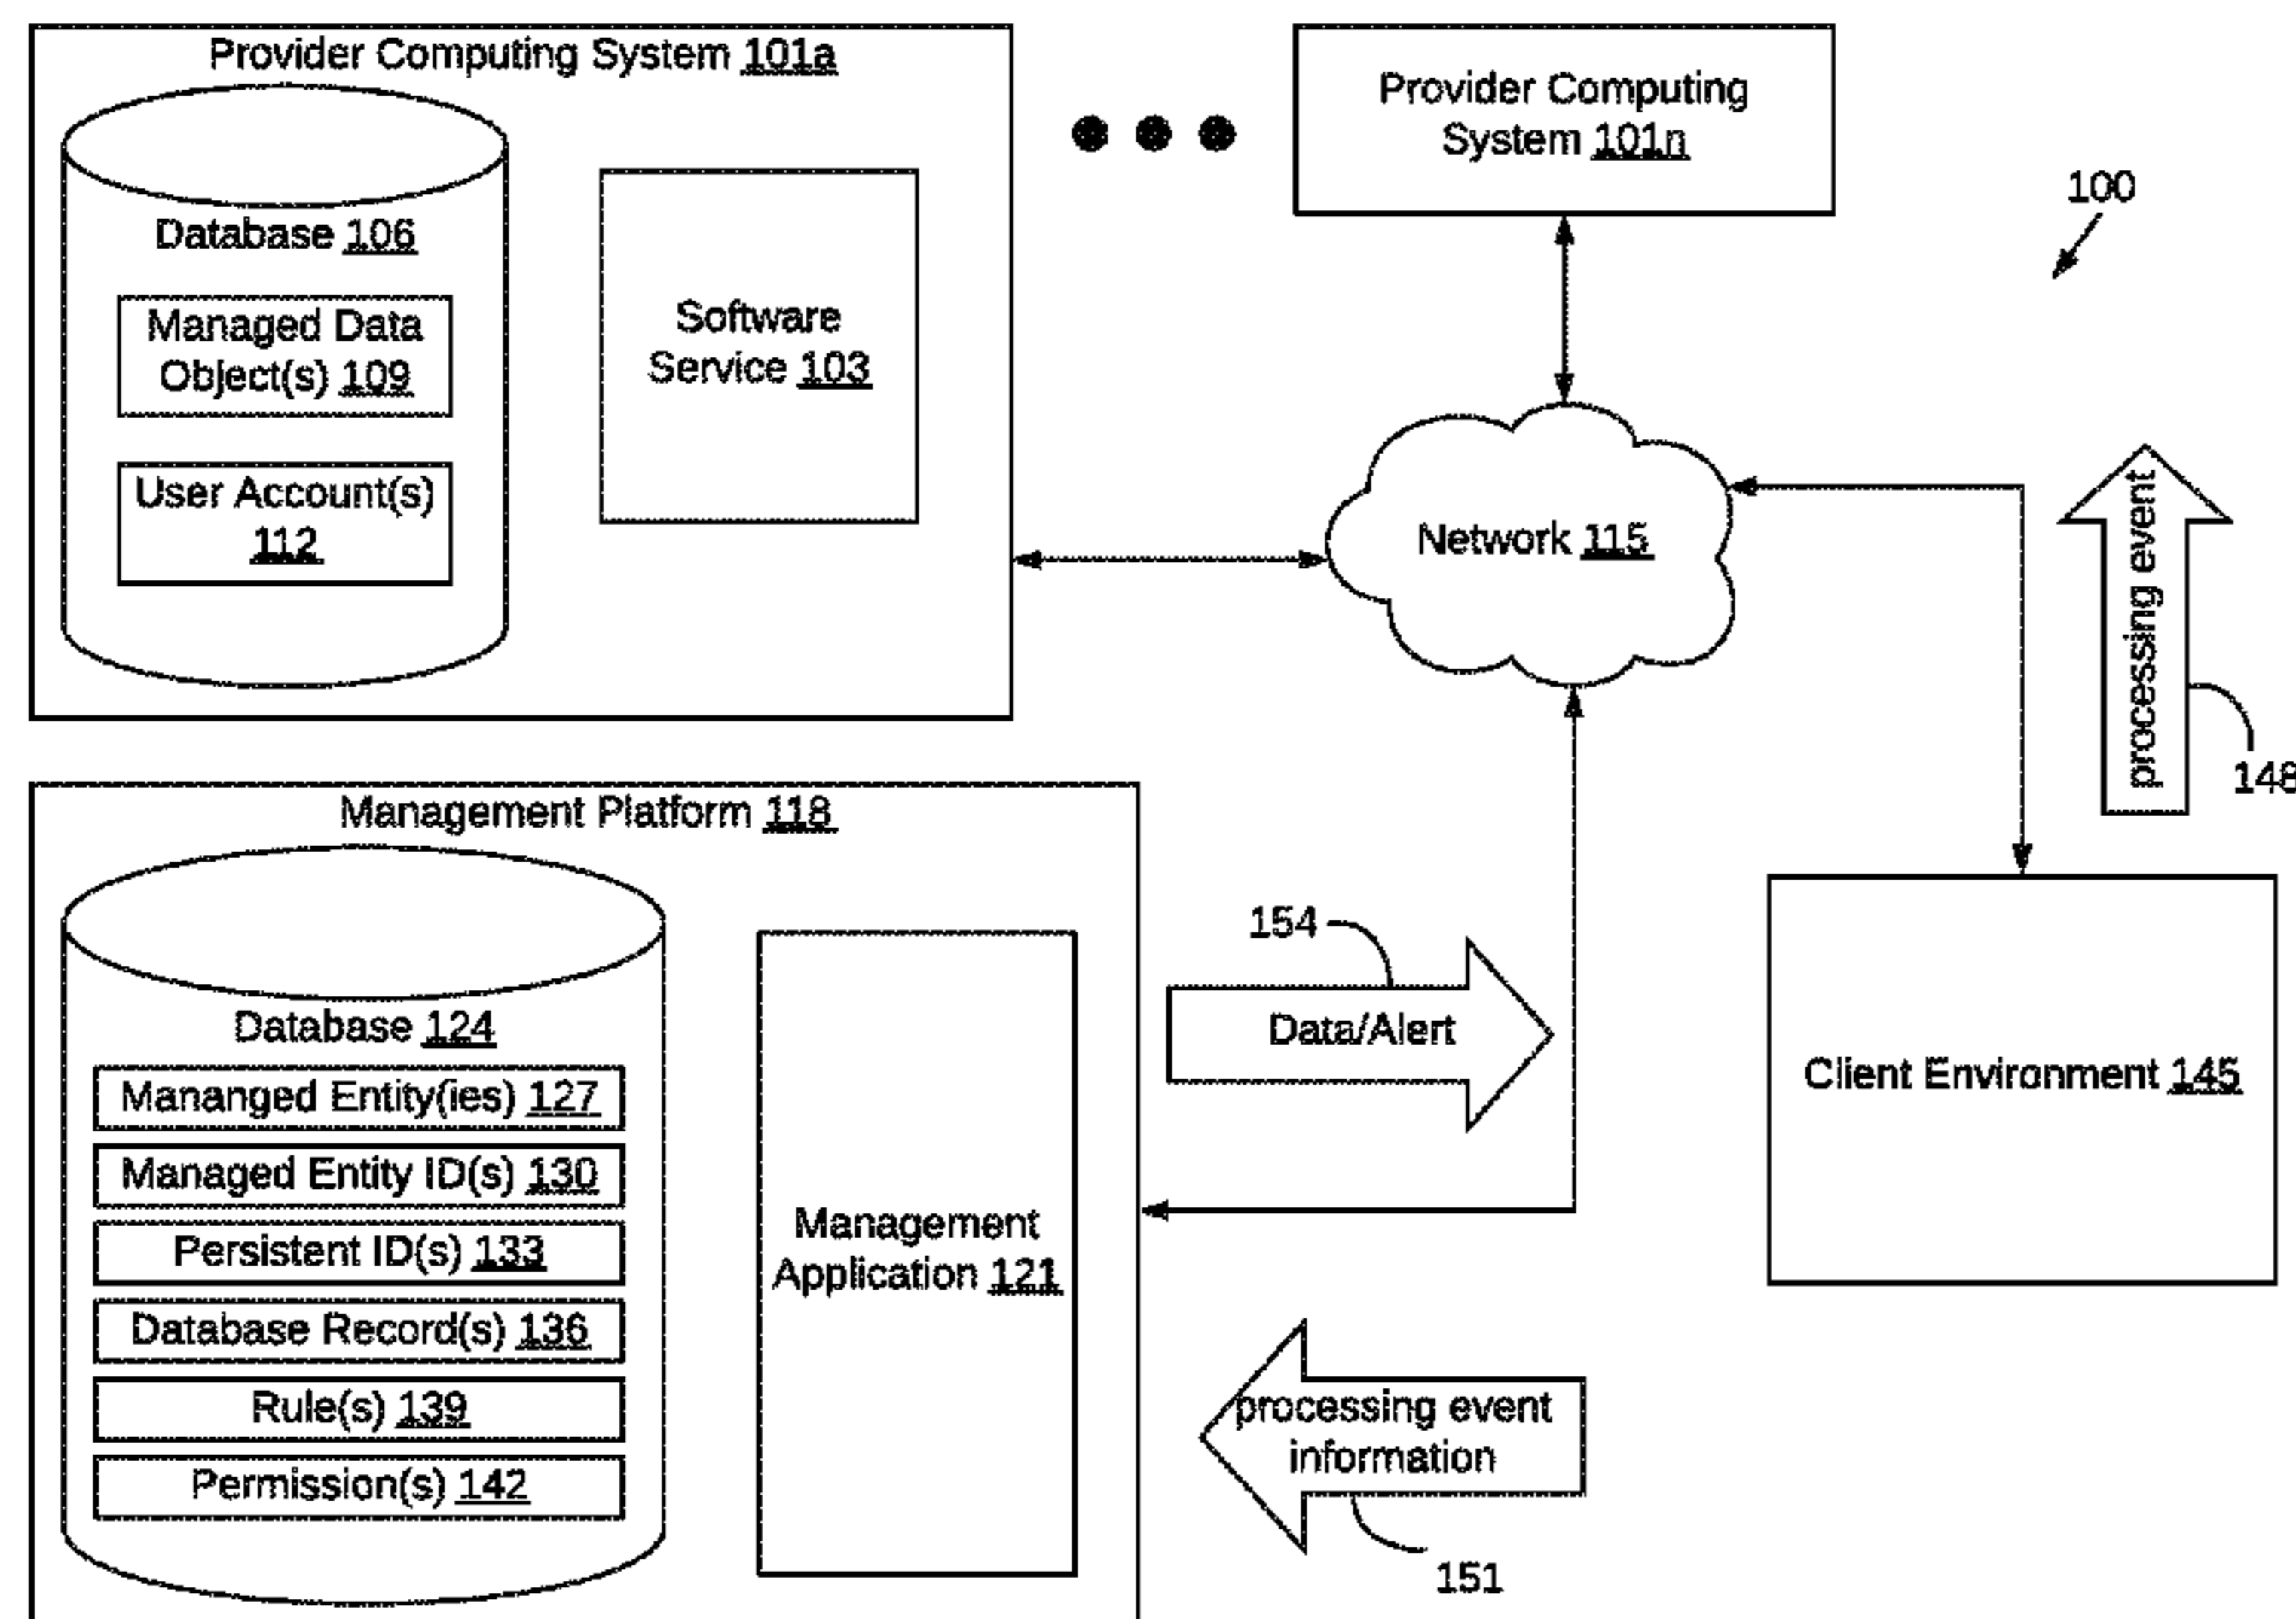 Provider Computing System 101a
Database 106
Managed Data
Object(s) 109
User Account(s)
112
Software
Service 103
Provider Computing
System 101n
100
Network 115
processing event
148
Management Platform 118
Database 124
Mananged Entity(ies) 127
Managed Entity ID(s) 130
Persistent ID(s) 133
Database Record(s) 136
Rule(s) 139
Permission(s) 142
Management
Application 121
154
Data/Alert
Client Environment 145
processing event
information
151